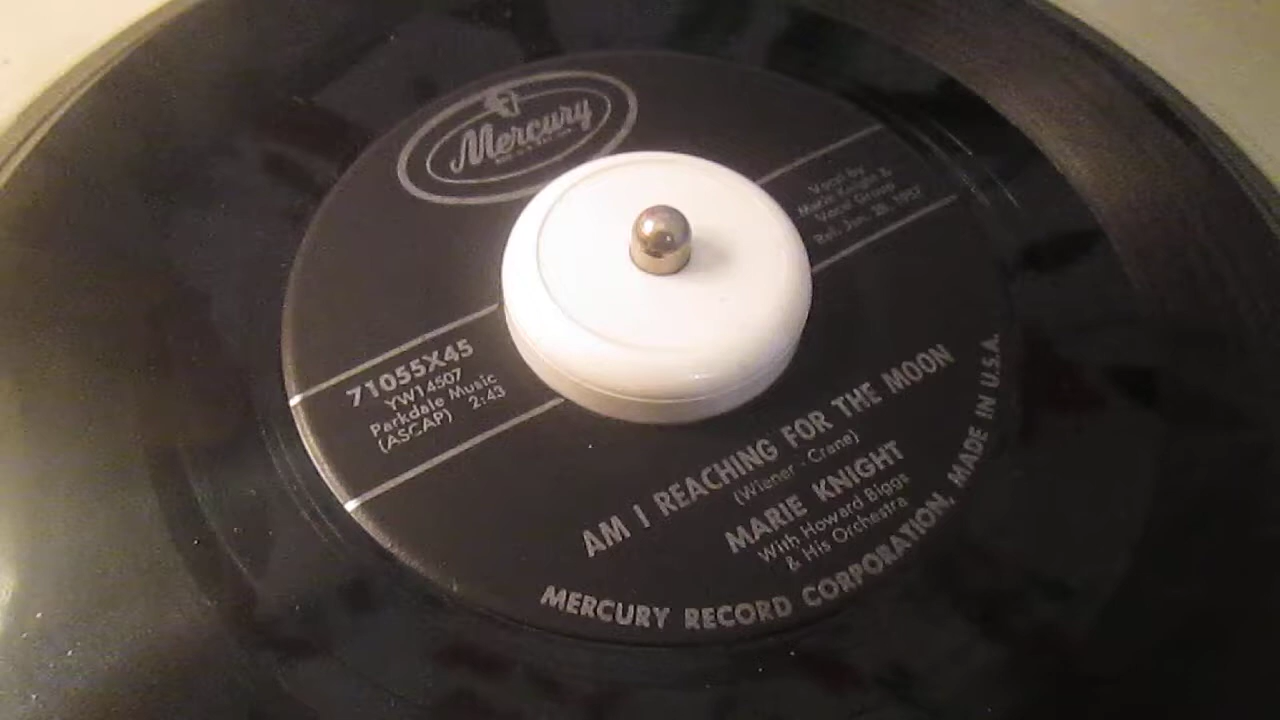 Mercury
Vocal By
Marie Knight &
Vocal Group
Rel. Jan. 28, 1957
71055X45
YW14507
Parkdale Music
(ASCAP) 2:43
AM I REACHING FOR THE MOON
(Wiener - Crane)
MARIE KNIGHT
With Howard Biggs
& His Orchestra
MERCURY RECORD CORPORATION, MADE IN U.S.A.